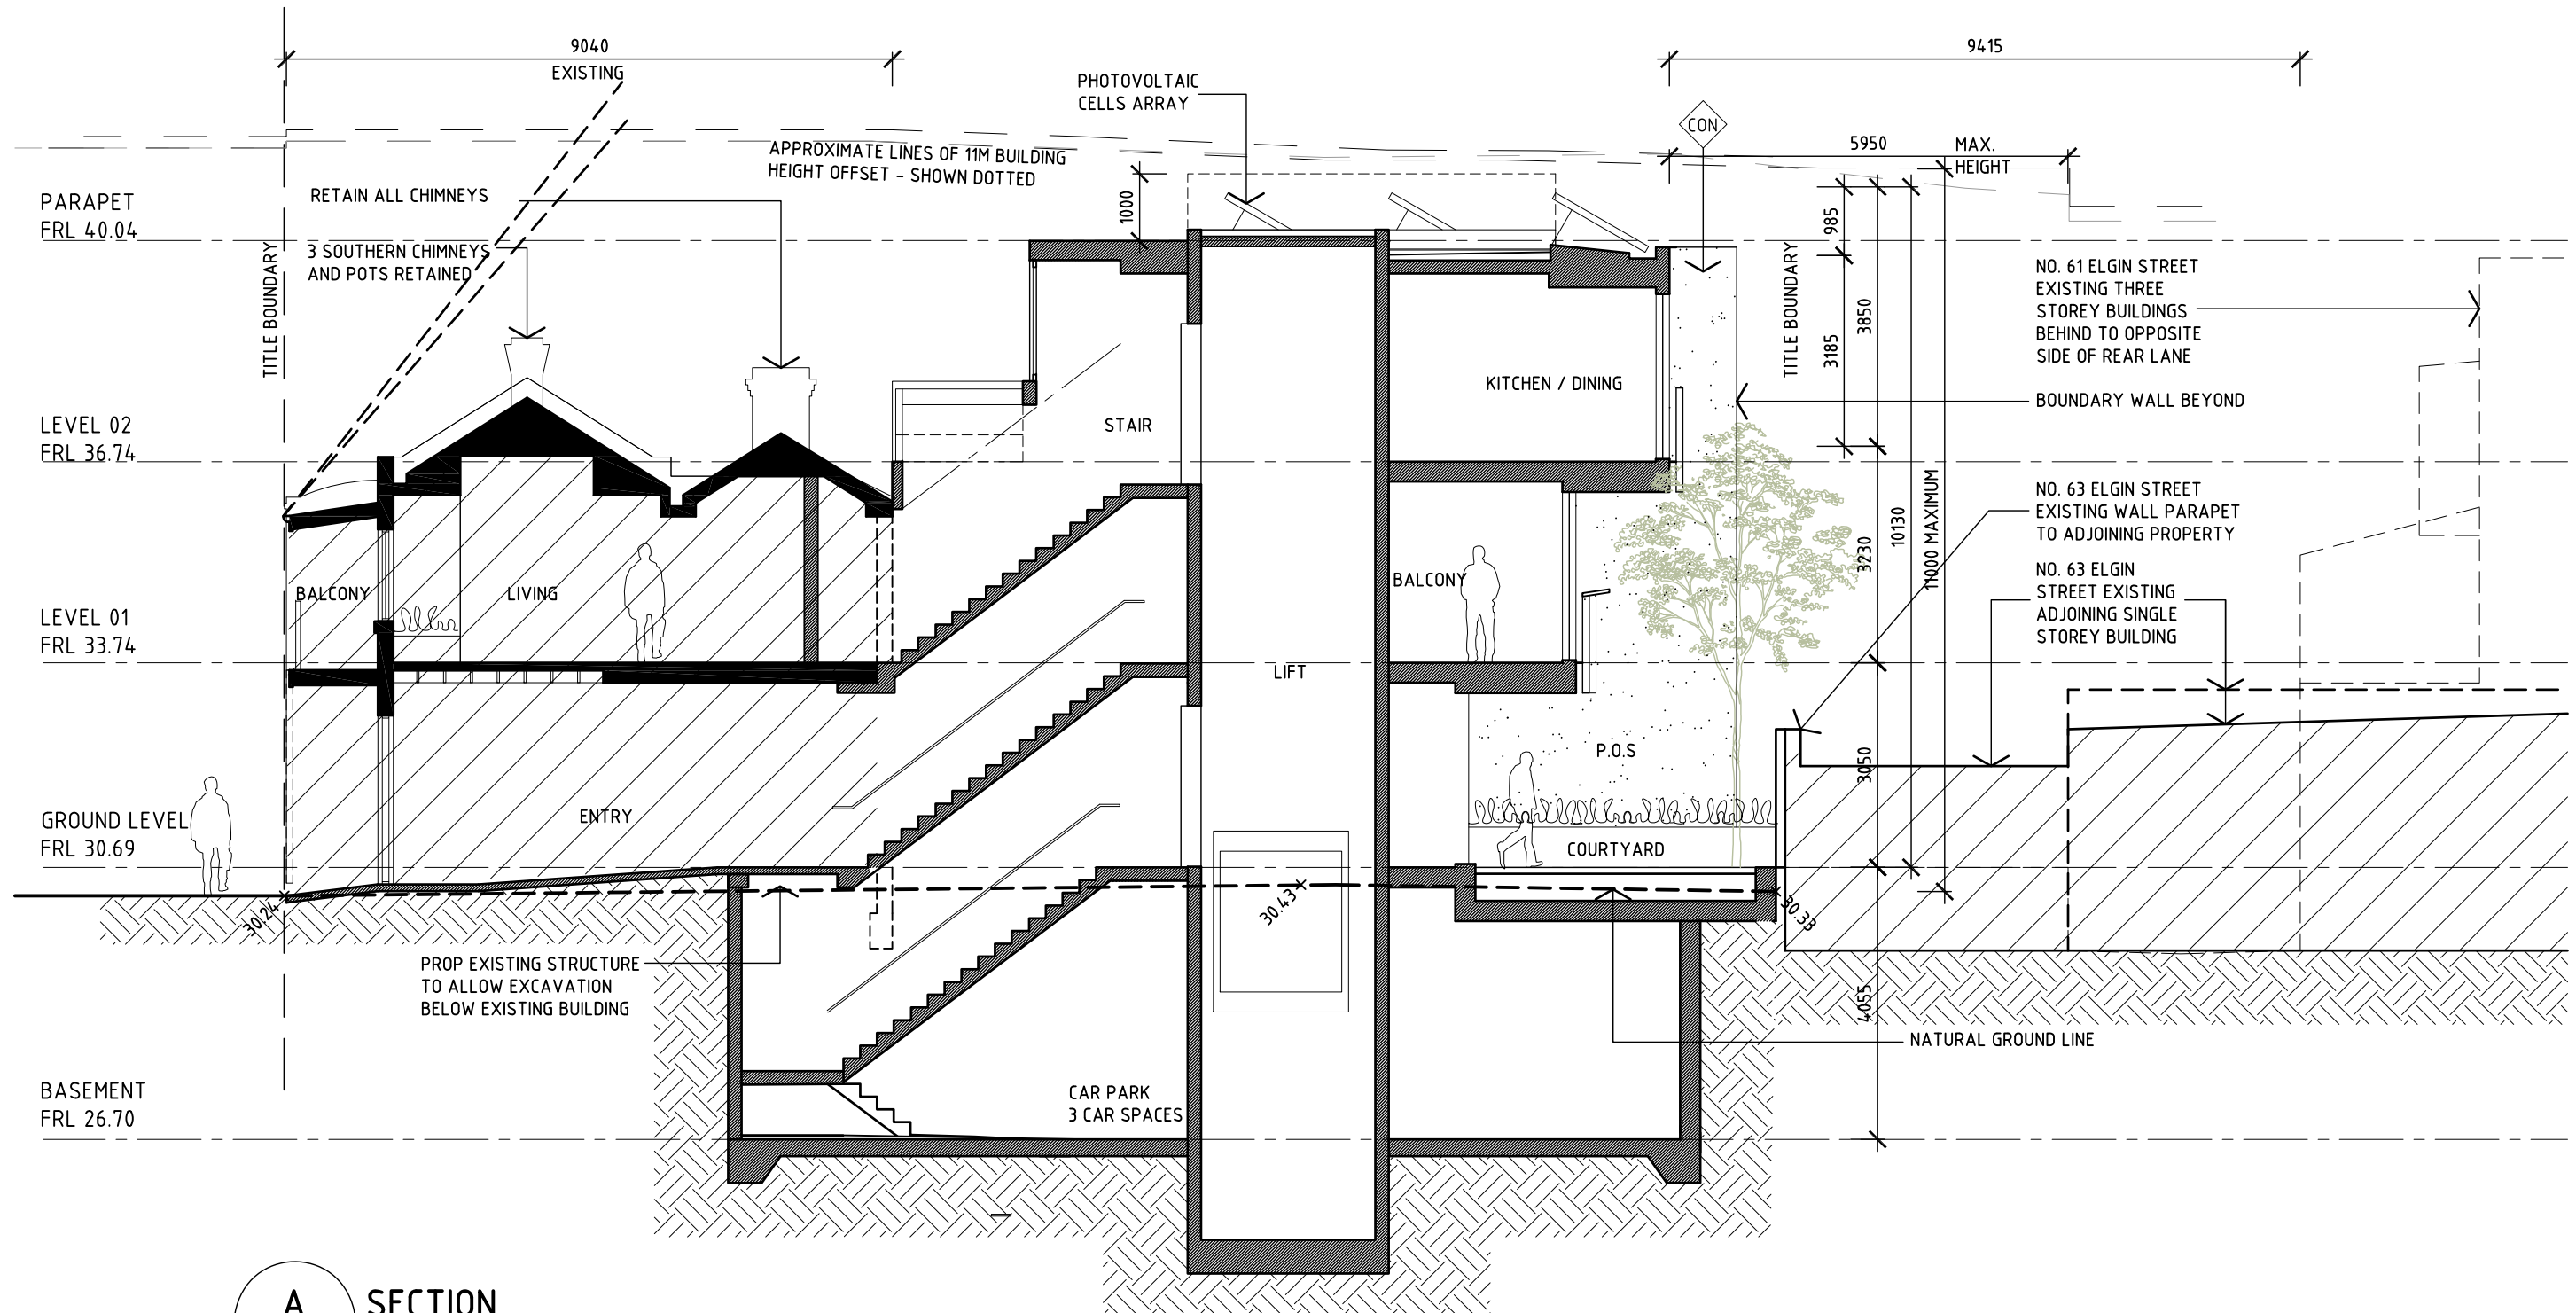 9040
EXISTING
9415
PHOTOVOLTAIC
CELLS ARRAY
CON
5950
MAX.
HEIGHT
APPROXIMATE LINES OF 11M BUILDING
HEIGHT OFFSET - SHOWN DOTTED
RETAIN ALL CHIMNEYS
PARAPET
FRL 40.04
1000
985
3 SOUTHERN CHIMNEYS
AND POTS RETAINED
TITLE BOUNDARY
TITLE BOUNDARY
3850
3185
NO. 61 ELGIN STREET
EXISTING THREE
STOREY BUILDINGS
BEHIND TO OPPOSITE
SIDE OF REAR LANE
KITCHEN / DINING
BOUNDARY WALL BEYOND
LEVEL 02
FRL 36.74
STAIR
NO. 63 ELGIN STREET
EXISTING WALL PARAPET
TO ADJOINING PROPERTY
10130
11000 MAXIMUM
3230
BALCONY
LIVING
BALCONY
NO. 63 ELGIN
STREET EXISTING
ADJOINING SINGLE
STOREY BUILDING
LEVEL 01
FRL 33.74
LIFT
P.O.S
3050
GROUND LEVEL
FRL 30.69
ENTRY
COURTYARD
30.24
30.43
30.33
PROP EXISTING STRUCTURE
TO ALLOW EXCAVATION
BELOW EXISTING BUILDING
4055
NATURAL GROUND LINE
BASEMENT
FRL 26.70
CAR PARK
3 CAR SPACES
A
SECTION